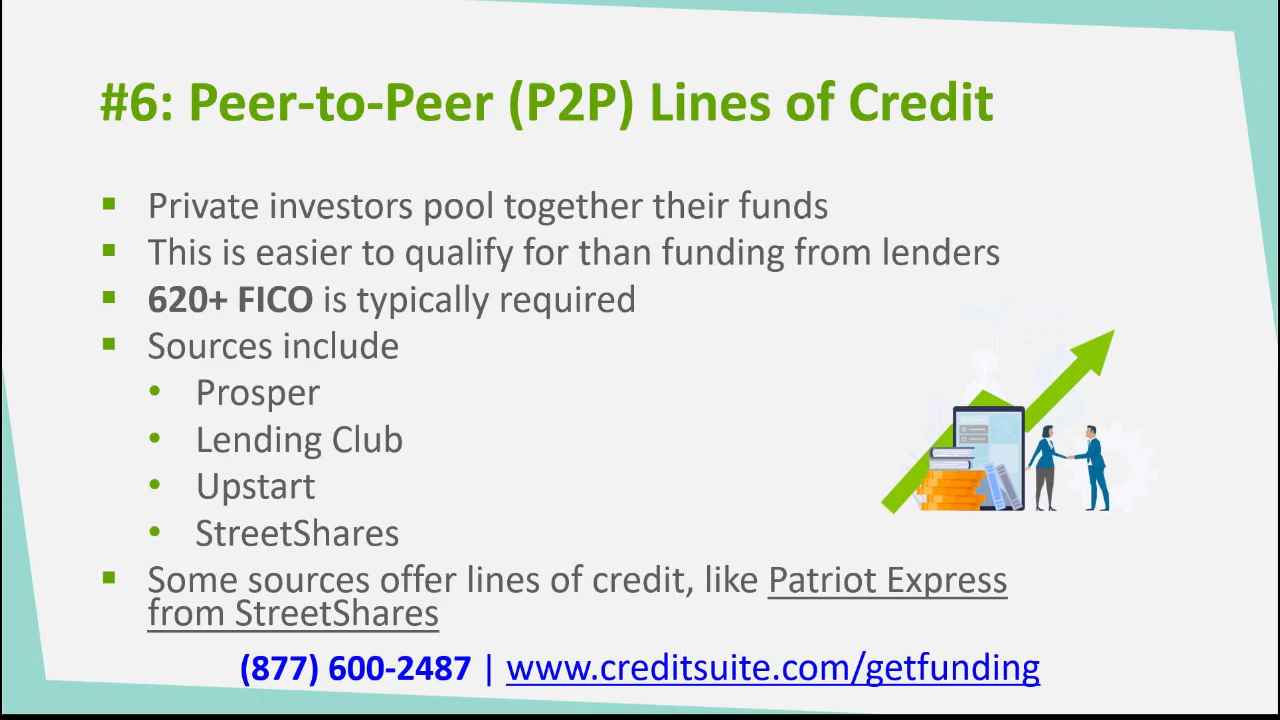 #6: Peer-to-Peer (P2P) Lines of Credit
Private investors pool together their funds
This is easier to qualify for than funding from lenders
620+ FICO is typically required
Sources include
Prosper
Lending Club
Upstart
StreetShares
Some sources offer lines of credit, like Patriot Express
from StreetShares
(877) 600-2487 | www.creditsuite.com/getfunding